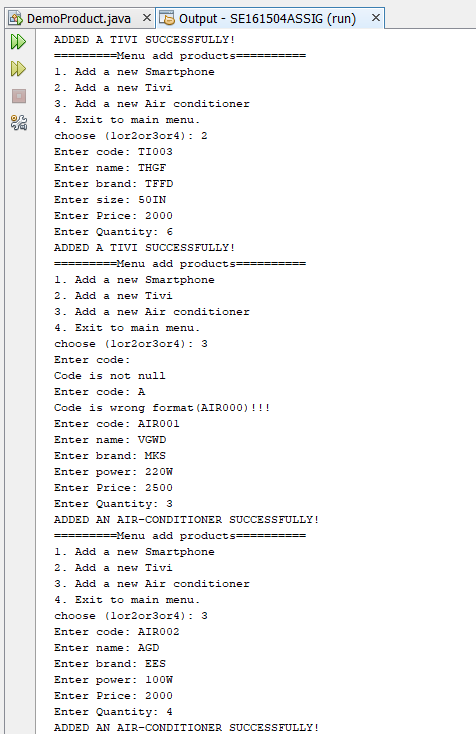 DemoProduct.java × Output - SE161504ASSIG (run) ×
ADDED A TIVI SUCCESSFULLY!
=========Menu add products==========
1. Add a new Smartphone
2. Add a new Tivi
3. Add a new Air conditioner
4. Exit to main menu.
choose (1or2or3or4): 2
Enter code: TI003
Enter name: THGF
Enter brand: TFFD
Enter size: 50IN
Enter Price: 2000
Enter Quantity: 6
ADDED A TIVI SUCCESSFULLY!
=========Menu add products==========
1. Add a new Smartphone
2. Add a new Tivi
3. Add a new Air conditioner
4. Exit to main menu.
choose (1or2or3or4): 3
Enter code:
Code is not null
Enter code: A
Code is wrong format(AIR000)!!!
Enter code: AIR001
Enter name: VGWD
Enter brand: MKS
Enter power: 220W
Enter Price: 2500
Enter Quantity: 3
ADDED AN AIR-CONDITIONER SUCCESSFULLY!
=========Menu add products==========
1. Add a new Smartphone
2. Add a new Tivi
3. Add a new Air conditioner
4. Exit to main menu.
choose (1or2or3or4): 3
Enter code: AIR002
Enter name: AGD
Enter brand: EES
Enter power: 100W
Enter Price: 2000
Enter Quantity: 4
ADDED AN AIR-CONDITIONER SUCCESSFULLY!